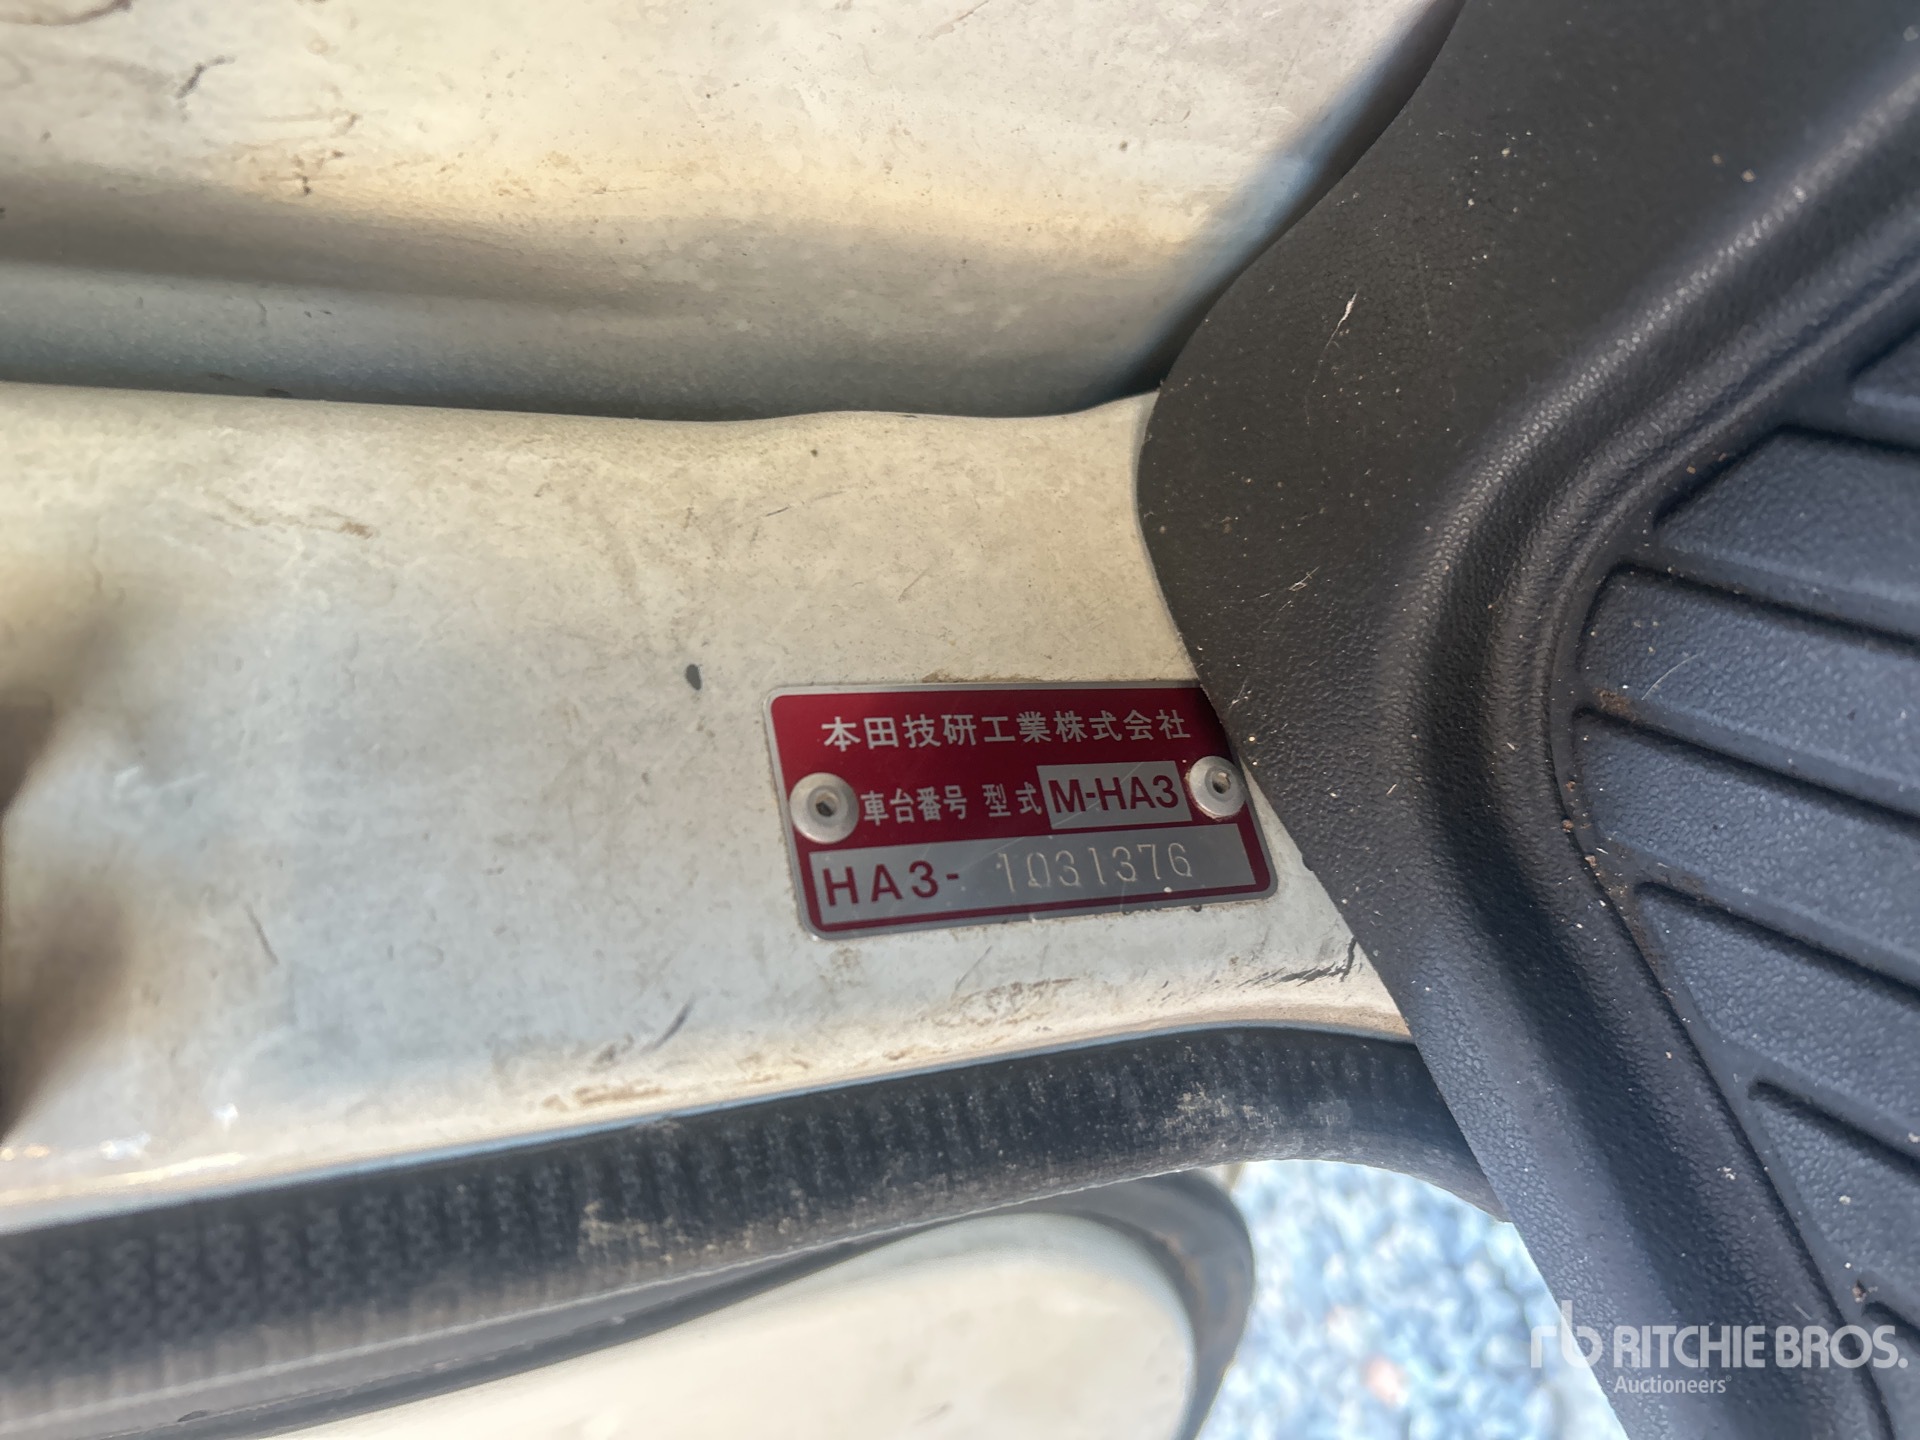 本田技研工業株式会社
車台番号 型式 M-HA3
HA3- 1031376
rb RITCHIE BROS.
Auctioneers